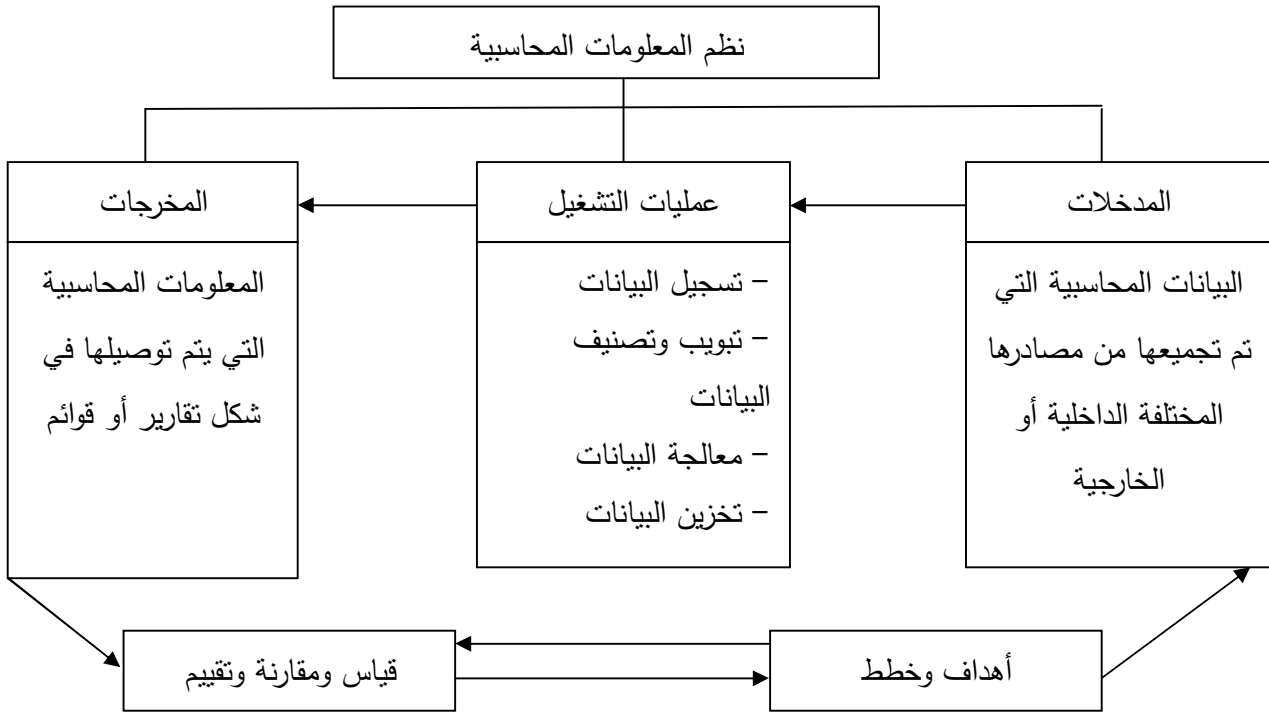 نظم المعلومات المحاسبية
المدخلات
البيانات المحاسبية التي
تم تجميعها من مصادرها
المختلفة الداخلية أو
الخارجية
عمليات التشغيل
– تسجيل البيانات
– تبويب وتصنيف
البيانات
– معالجة البيانات
– تخزين البيانات
المخرجات
المعلومات المحاسبية
التي يتم توصيلها في
شكل تقارير أو قوائم
أهداف وخطط
قياس ومقارنة وتقييم